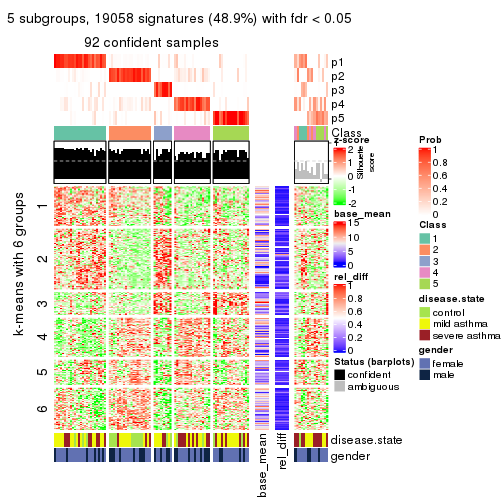 5 subgroups, 19058 signatures (48.9%) with fdr < 0.05
92 confident samples
p1
p2
p3
p4
p5
Class
z-score
2
1
0
-1
-2
Silhouette
score
base_mean
15
10
5
0
rel_diff
1
0.8
0.6
0.4
0.2
0
Status (barplots)
confident
ambiguous
Prob
1
0.8
0.6
0.4
0.2
0
Class
1
2
3
4
5
disease.state
control
mild asthma
severe asthma
gender
female
male
k-means with 6 groups
1
2
3
4
5
6
disease.state
gender
base_mean
rel_diff